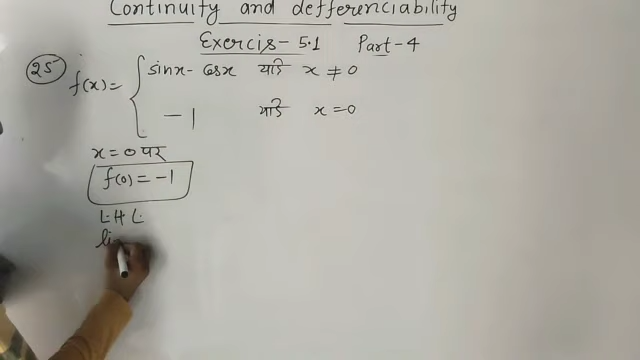 Continuity and defferenciability
Exercis-5.1 Part-4
25 f(x)= { sinx - cosx यदि x ≠ 0
-1 यदि x=0
x=0 पर
f(0) = -1
L.H.L.
li